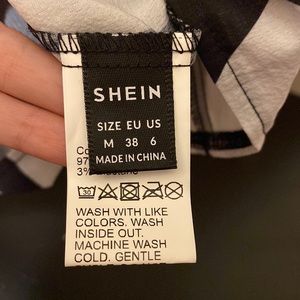 SHEIN
SIZE EU US
M 38 6
MADE IN CHINA
WASH WITH LIKE
COLORS. WASH
INSIDE OUT.
MACHINE WASH
COLD. GENTLE